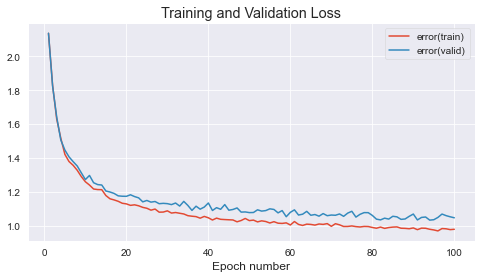 Training and Validation Loss
error(train)
error(valid)
2.0
1.8
1.6
1.4
1.2
1.0
0 20 40 60 80 100
Epoch number